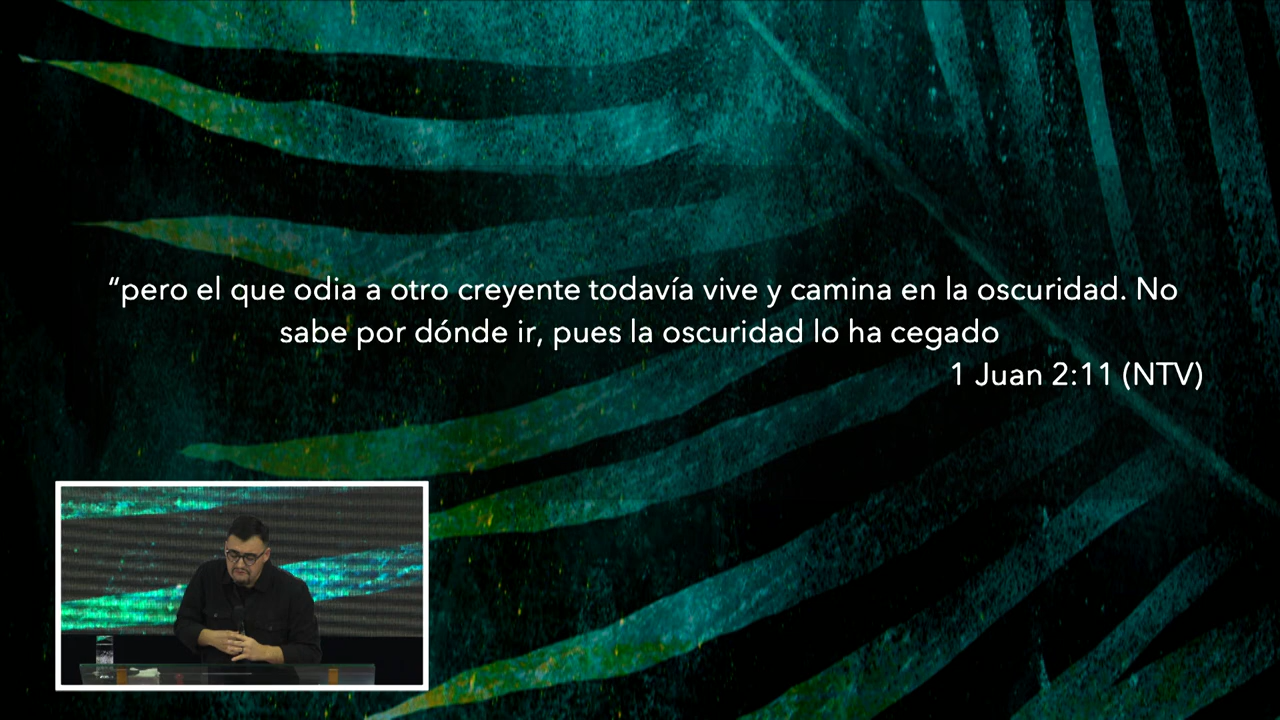 “pero el que odia a otro creyente todavía vive y camina en la oscuridad. No
sabe por dónde ir, pues la oscuridad lo ha cegado
1 Juan 2:11 (NTV)